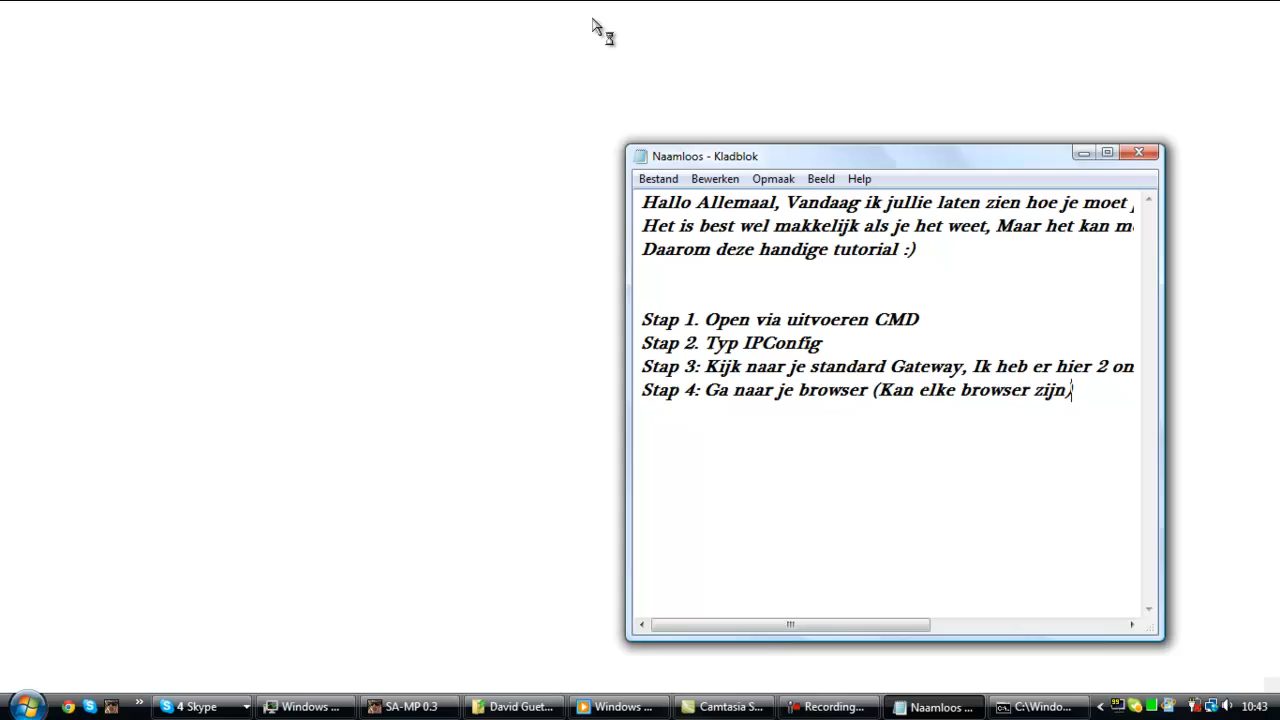 Naamloos - Kladblok
Bestand Bewerken Opmaak Beeld Help
Hallo Allemaal, Vandaag ik jullie laten zien hoe je moet
Het is best wel makkelijk als je het weet, Maar het kan
Daarom deze handige tutorial :)
Stap 1. Open via uitvoeren CMD
Stap 2. Typ IPConfig
Stap 3: Kijk naar je standard Gateway, Ik heb er hier 2
Stap 4: Ga naar je browser (Kan elke browser zijn)
4 Skype Windows ... SA-MP 0.3 David Guet... Windows ... Camtasia S... Recording... Naamloos ... C:\Windo... 99 10:43